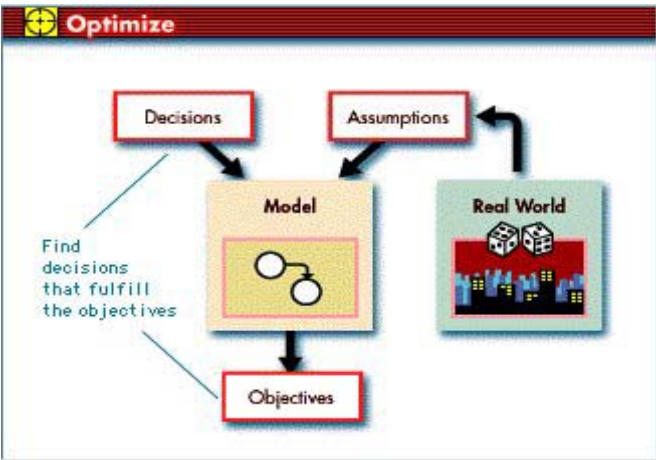 Optimize
Decisions
Assumptions
Model
Real World
Find
decisions
that fulfill
the objectives
Objectives